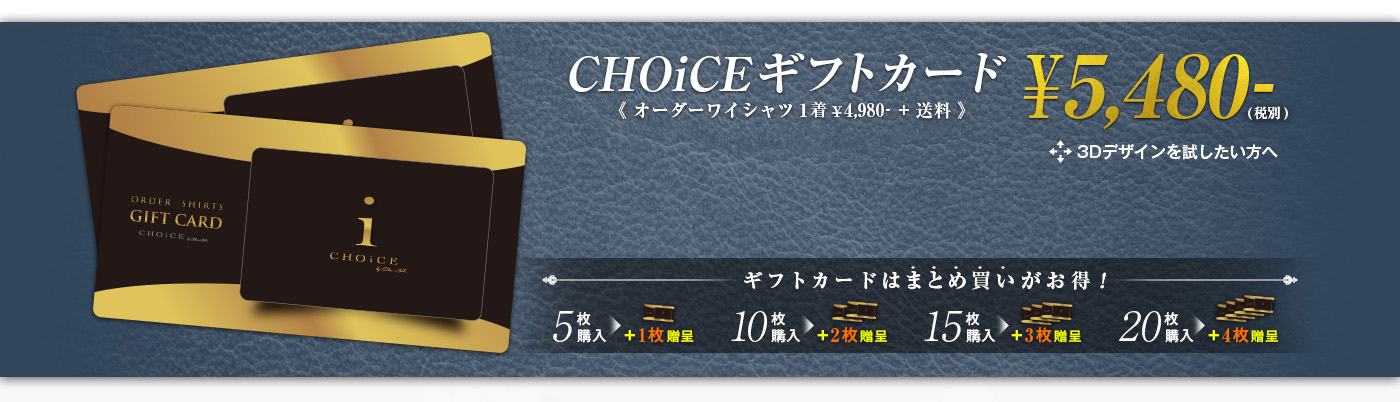 ORDER SHIRTS
GIFT CARD
CHOiCE
i
CHOiCE
CHOiCEギフトカード ¥5,480-(税別)
《 オーダーワイシャツ1着¥4,980- + 送料 》
3Dデザインを試したい方へ
ギフトカードはまとめ買いがお得!
5枚購入 +1枚贈呈 10枚購入 +2枚贈呈 15枚購入 +3枚贈呈 20枚購入 +4枚贈呈